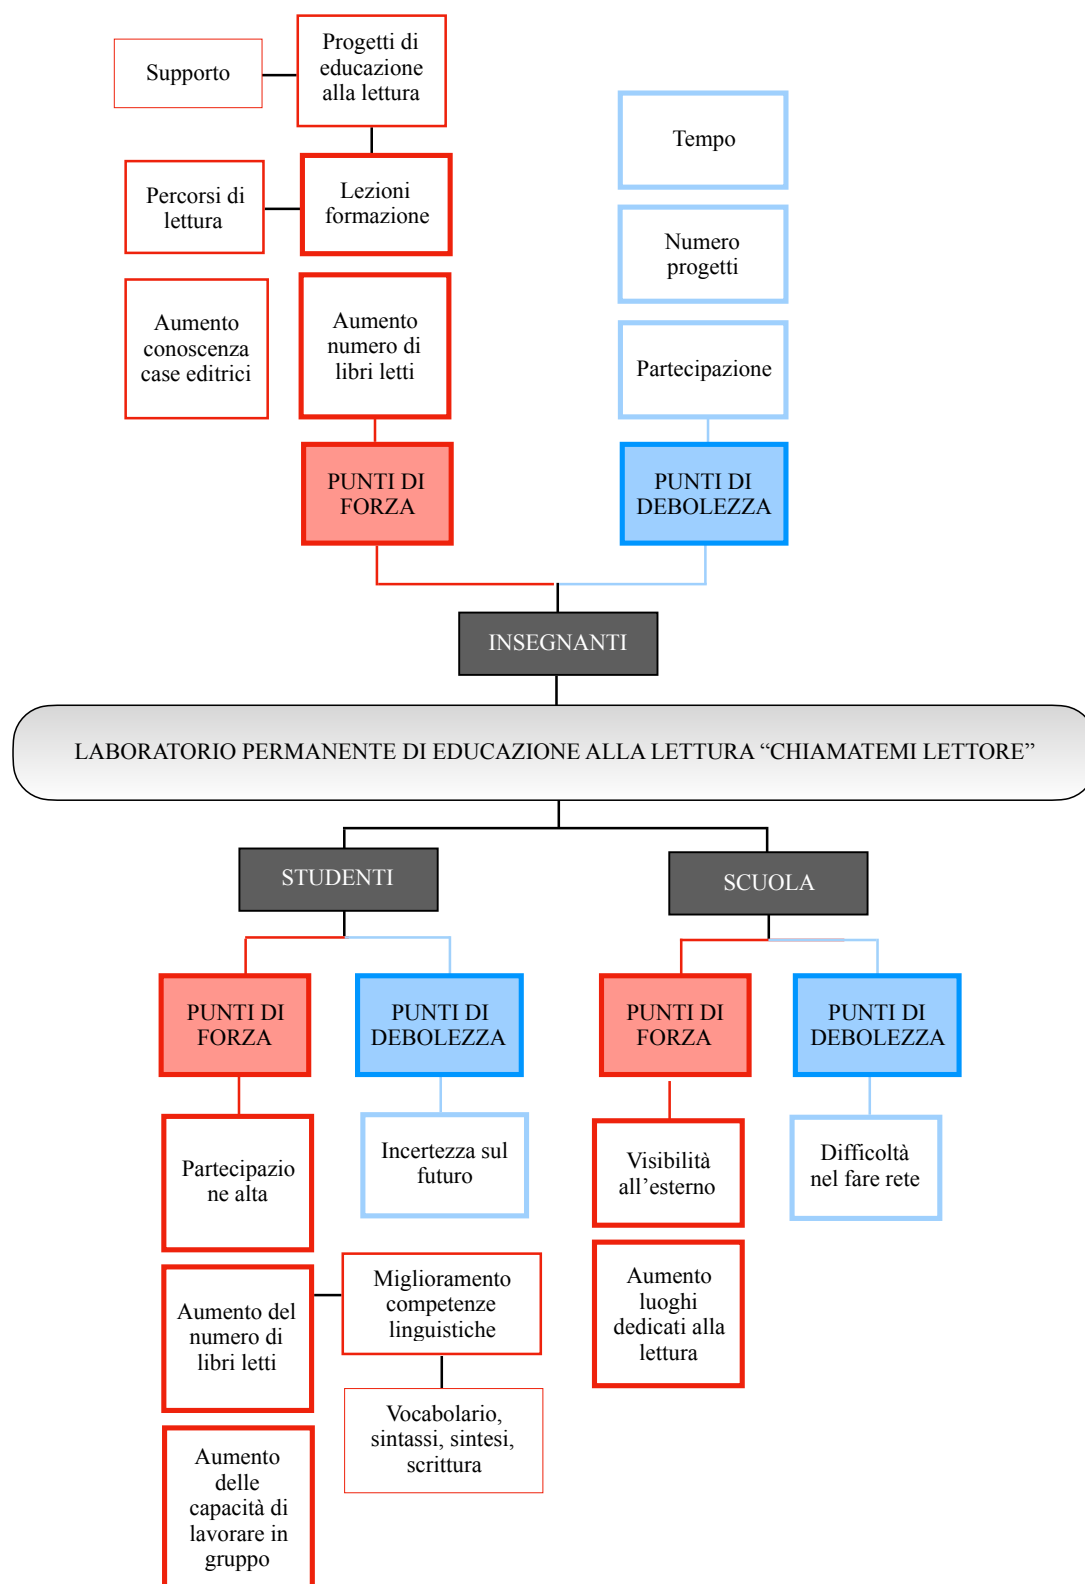 Supporto
Progetti di
educazione
alla lettura
Percorsi di
lettura
Lezioni
formazione
Aumento
conoscenza
case editrici
Aumento
numero di
libri letti
PUNTI DI
FORZA
Tempo
Numero
progetti
Partecipazione
PUNTI DI
DEBOLEZZA
INSEGNANTI
LABORATORIO PERMANENTE DI EDUCAZIONE ALLA LETTURA “CHIAMATEMI LETTORE”
STUDENTI
PUNTI DI
FORZA
Partecipazio
ne alta
Aumento del
numero di
libri letti
Aumento
delle
capacità di
lavorare in
gruppo
PUNTI DI
DEBOLEZZA
Incertezza sul
futuro
Miglioramento
competenze
linguistiche
Vocabolario,
sintassi, sintesi,
scrittura
SCUOLA
PUNTI DI
FORZA
Visibilità
all’esterno
Aumento
luoghi
dedicati alla
lettura
PUNTI DI
DEBOLEZZA
Difficoltà
nel fare rete